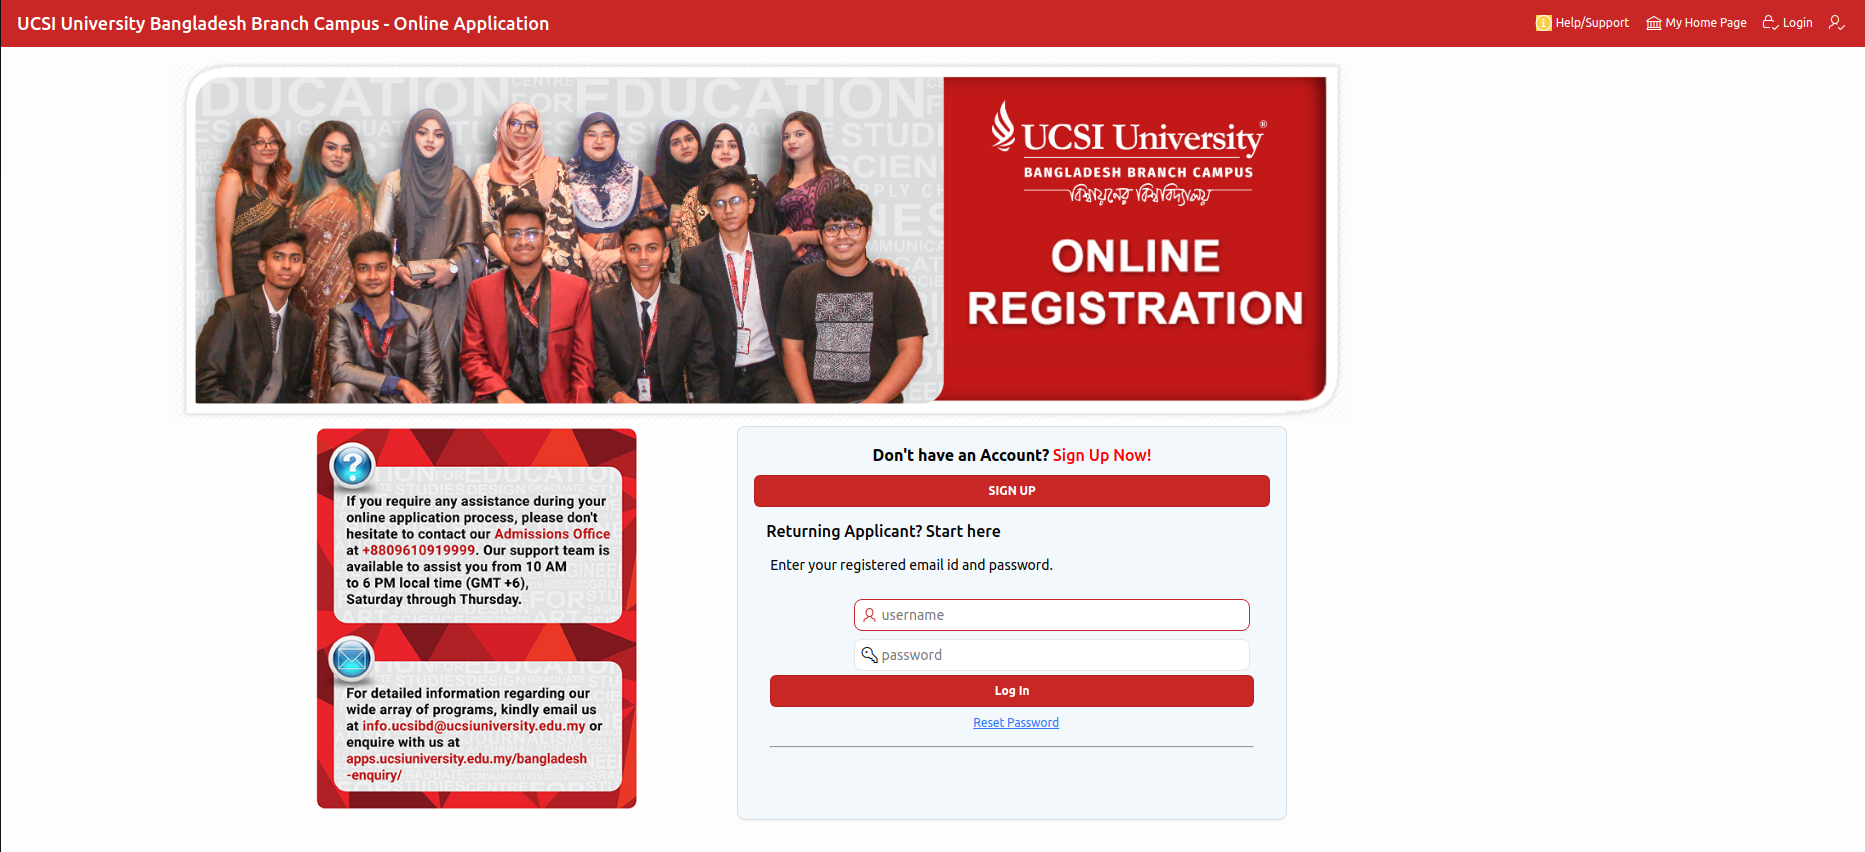 UCSI University Bangladesh Branch Campus - Online Application
Help/Support
My Home Page
Login
UCSI University®
BANGLADESH BRANCH CAMPUS
বিশ্বায়নের বিশ্ববিদ্যালয়
ONLINE
REGISTRATION
If you require any assistance during your
online application process, please don't
hesitate to contact our Admissions Office
at +8809610919999. Our support team is
available to assist you from 10 AM
to 6 PM local time (GMT +6),
Saturday through Thursday.
For detailed information regarding our
wide array of programs, kindly email us
at info.ucsibd@ucsiuniversity.edu.my or
enquire with us at
apps.ucsiuniversity.edu.my/bangladesh
-enquiry/
Don't have an Account? Sign Up Now!
SIGN UP
Returning Applicant? Start here
Enter your registered email id and password.
username
password
Log In
Reset Password